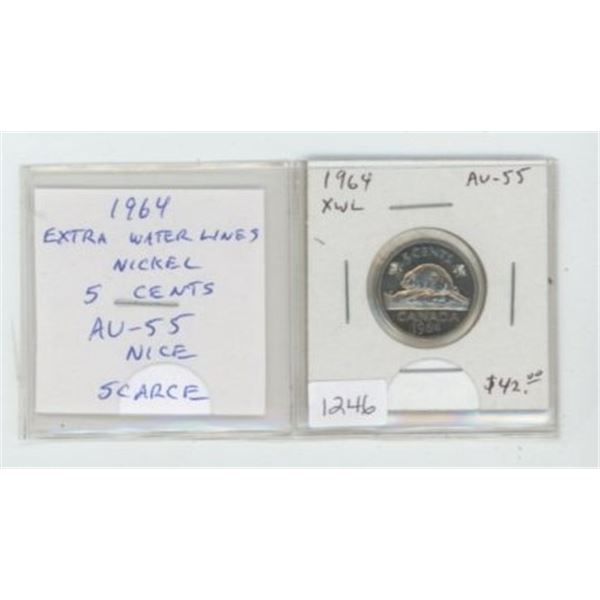 1964
EXTRA WATER LINES
NICKEL
5 CENTS
AU-55
NICE
SCARCE
1964 AU-55
XWL
5 CENTS
CANADA
1964
$42.00
1246